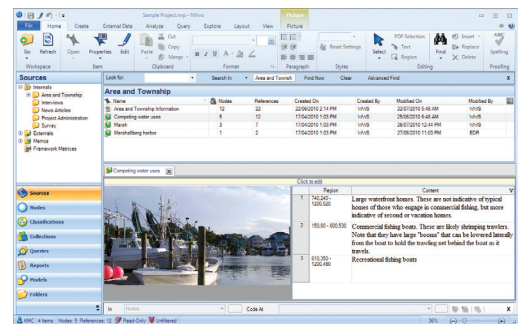 Sample Project.nvp - NVivo
Picture
File Home Create External Data Analyze Query Explore Layout View Picture
Go Refresh Open Properties Edit Paste Cut Copy Merge
B I U A
Reset Settings
Select PDF Selection Text Region Find Insert Replace Delete Spelling
Workspace Item Clipboard Format Paragraph Styles Editing Proofing
Sources
Look for: Search In Area and Townsh Find Now Clear Advanced Find X
Internals
Area and Township
Interviews
News Articles
Project Administration
Survey
Externals
Memos
Framework Matrices
Area and Township
Name Nodes References Created On Created By Modified On Modified By
Area and Township Information 12 22 22/06/2010 2:14 PM WWS 22/07/2010 5:48 AM WWS
Competing water uses 5 12 17/04/2010 1:03 PM WWS 25/06/2010 6:48 AM WWS
Marsh 3 7 17/04/2010 1:03 PM WWS 26/07/2010 12:44 PM WWS
Marshallberg harbor 1 2 17/04/2010 1:03 PM WWS 27/06/2010 11:03 PM EDR
Competing water uses
Click to edit
Region Content
1 740,240 - 1200,520 Large waterfront homes. These are not indicative of typical
homes of those who engage in commercial fishing, but more
indicative of second or vacation homes.
2 150,80 - 800,530 Commercial fishing boats. These are likely shrimping trawlers.
Note that they have large "booms" that can be lowered laterally
from the boat to hold the trawling net behind the boat as it
travels.
3 810,350 - 1200,480 Recreational fishing boats
Sources
Nodes
Classifications
Collections
Queries
Reports
Models
Folders
In Nodes Code At X
KMC 4 Items Nodes: 5 References: 12 Read-Only Unfiltered 30%